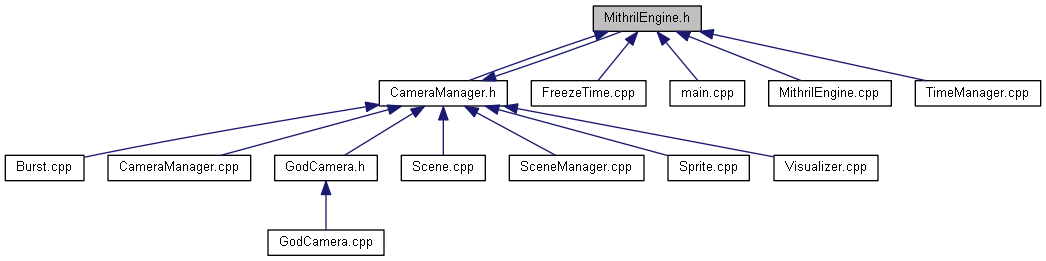 MithrilEngine.h
CameraManager.h
FreezeTime.cpp
main.cpp
MithrilEngine.cpp
TimeManager.cpp
Burst.cpp
CameraManager.cpp
GodCamera.h
Scene.cpp
SceneManager.cpp
Sprite.cpp
Visualizer.cpp
GodCamera.cpp